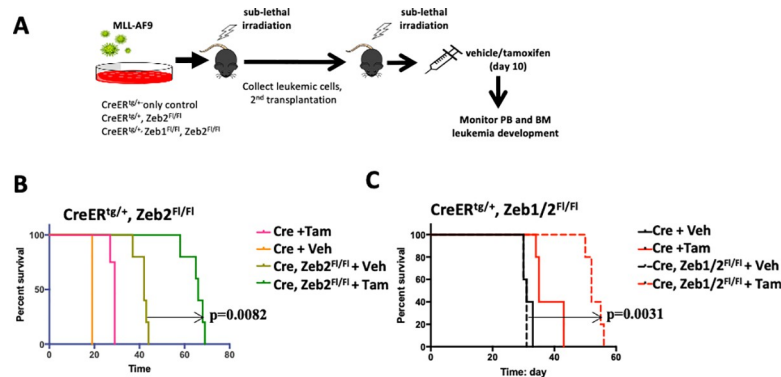 A
MLL-AF9
CreER^tg/+-only control
CreER^tg/+, Zeb2^Fl/Fl
CreER^tg/+, Zeb1^Fl/Fl, Zeb2^Fl/Fl
sub-lethal
irradiation
Collect leukemic cells,
2nd transplantation
sub-lethal
irradiation
vehicle/tamoxifen
(day 10)
Monitor PB and BM
leukemia development
B
CreER^tg/+, Zeb2^Fl/Fl
Percent survival
100
50
0
0 20 40 60 80
Time
Cre +Tam
Cre + Veh
Cre, Zeb2^Fl/Fl + Veh
Cre, Zeb2^Fl/Fl + Tam
p=0.0082
C
CreER^tg/+, Zeb1/2^Fl/Fl
Percent survival
100
80
60
40
20
0
0 20 40 60
Time: day
Cre + Veh
Cre +Tam
Cre, Zeb1/2^Fl/Fl + Veh
Cre, Zeb1/2^Fl/Fl + Tam
p=0.0031